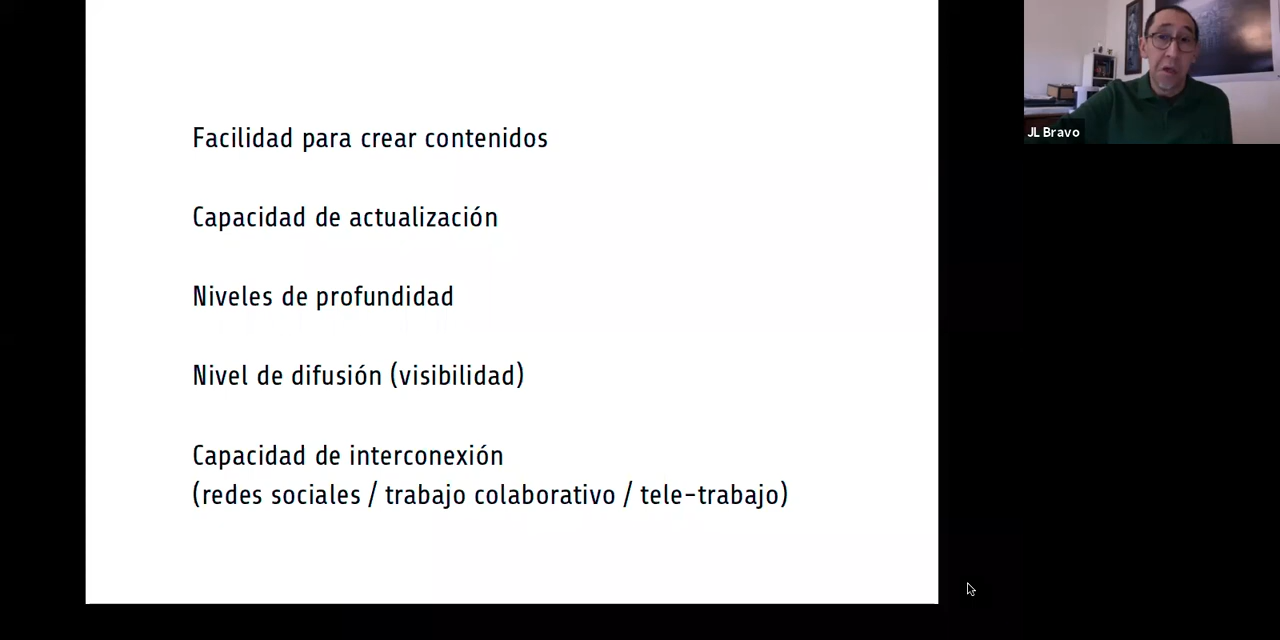 Facilidad para crear contenidos
Capacidad de actualización
Niveles de profundidad
Nivel de difusión (visibilidad)
Capacidad de interconexión
(redes sociales / trabajo colaborativo / tele-trabajo)
JL Bravo